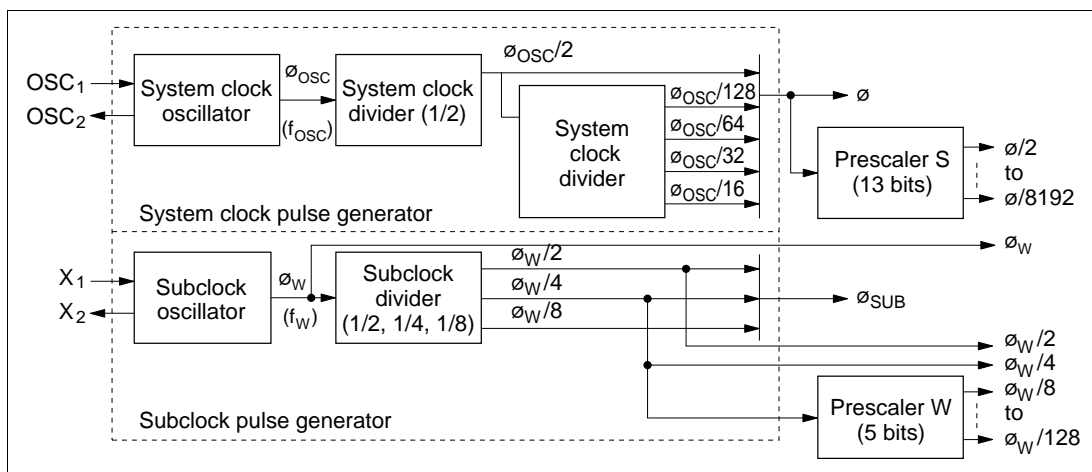 OSC1
OSC2
System clock
oscillator
øOSC
(fOSC)
System clock
divider (1/2)
øOSC/2
System
clock
divider
øOSC/128
øOSC/64
øOSC/32
øOSC/16
ø
Prescaler S
(13 bits)
ø/2
to
ø/8192
System clock pulse generator
X1
X2
Subclock
oscillator
øW
(fW)
Subclock
divider
(1/2, 1/4, 1/8)
øW/2
øW/4
øW/8
øW
øSUB
øW/2
øW/4
Prescaler W
(5 bits)
øW/8
to
øW/128
Subclock pulse generator